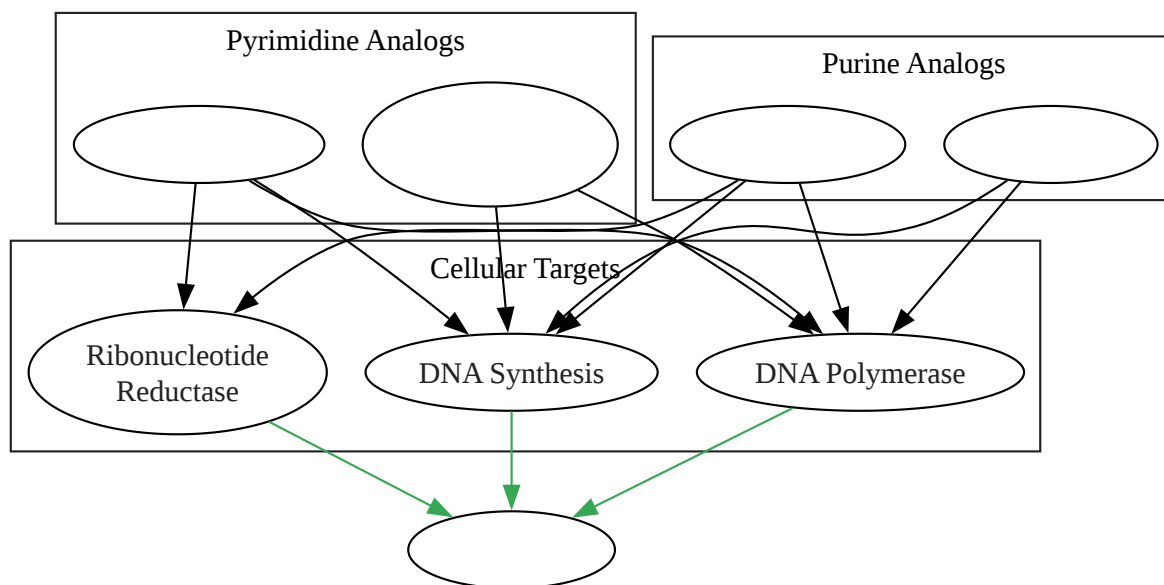 Pyrimidine Analogs
Purine Analogs
Cellular Targets
Ribonucleotide
Reductase
DNA Synthesis
DNA Polymerase